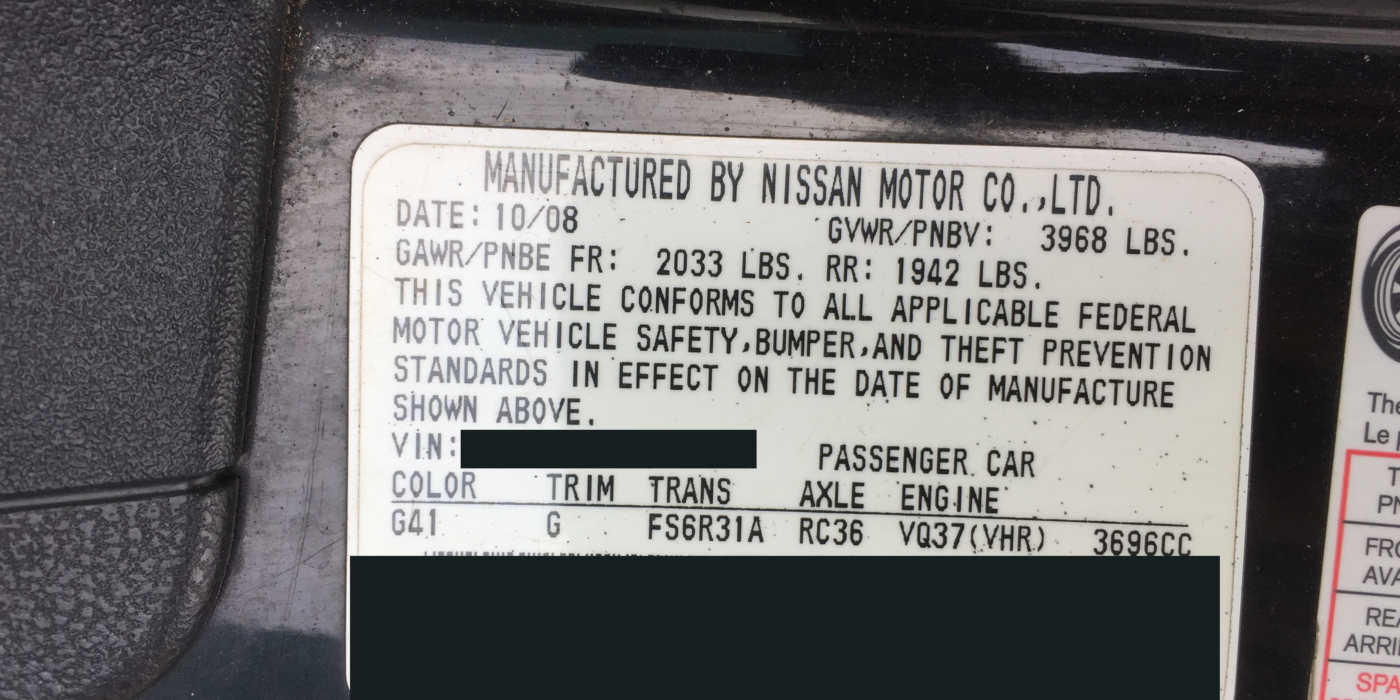 MANUFACTURED BY NISSAN MOTOR CO.,LTD.
DATE: 10/08 GVWR/PNBV: 3968 LBS.
GAWR/PNBE FR: 2033 LBS. RR: 1942 LBS.
THIS VEHICLE CONFORMS TO ALL APPLICABLE FEDERAL
MOTOR VEHICLE SAFETY,BUMPER,AND THEFT PREVENTION
STANDARDS IN EFFECT ON THE DATE OF MANUFACTURE
SHOWN ABOVE.
VIN: PASSENGER CAR
COLOR TRIM TRANS AXLE ENGINE
G41 G FS6R31A RC36 VQ37(VHR) 3696CC
The
Le